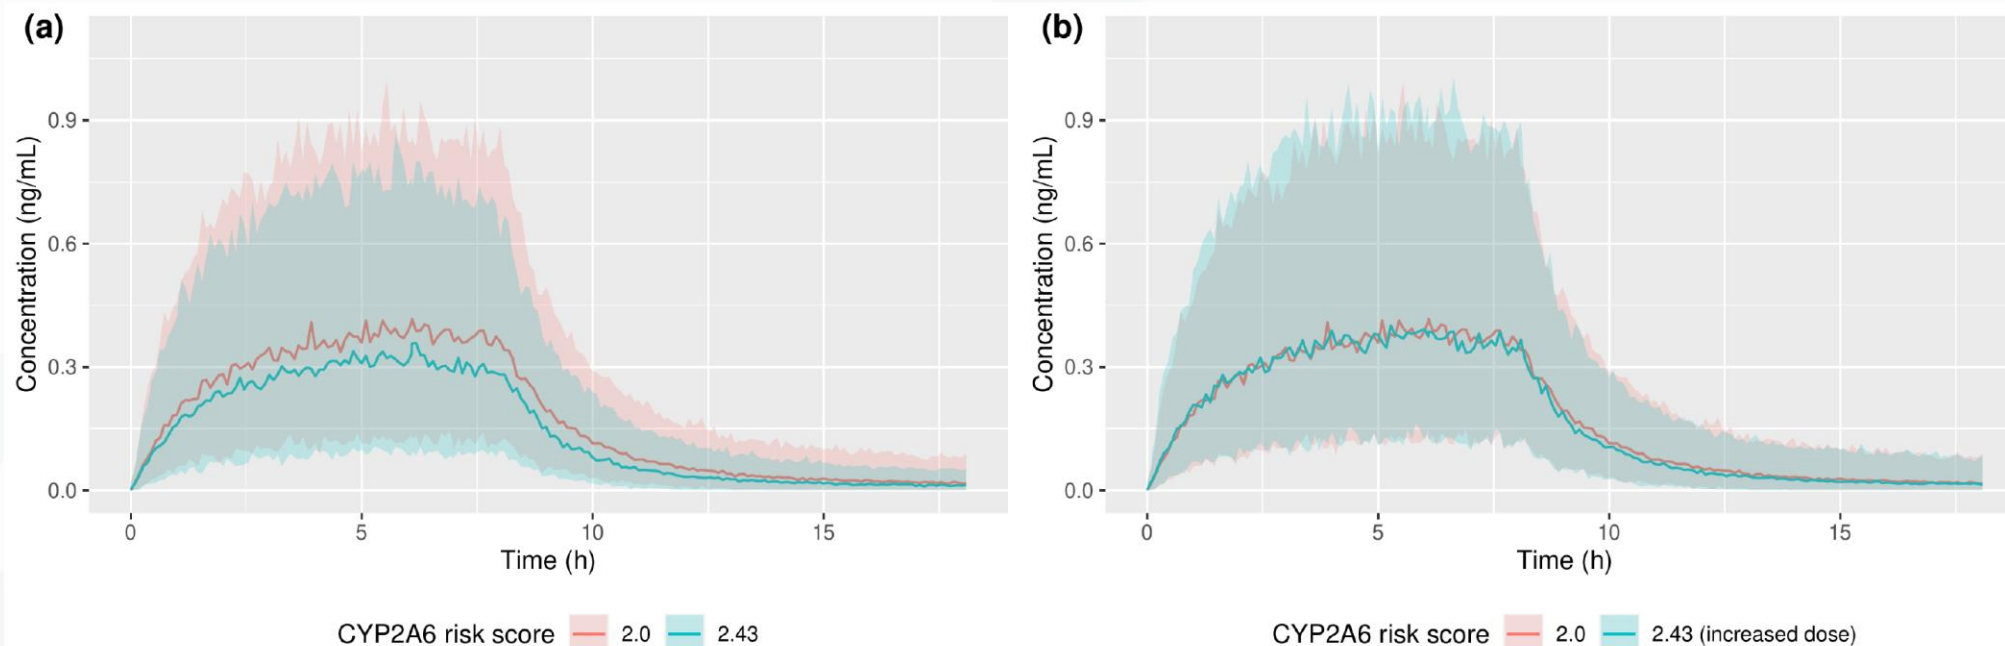 (a)
Concentration (ng/mL)
0.9
0.6
0.3
0.0
0
5
10
15
Time (h)
CYP2A6 risk score 2.0 2.43
(b)
Concentration (ng/mL)
0.9
0.6
0.3
0.0
0
5
10
15
Time (h)
CYP2A6 risk score 2.0 2.43 (increased dose)